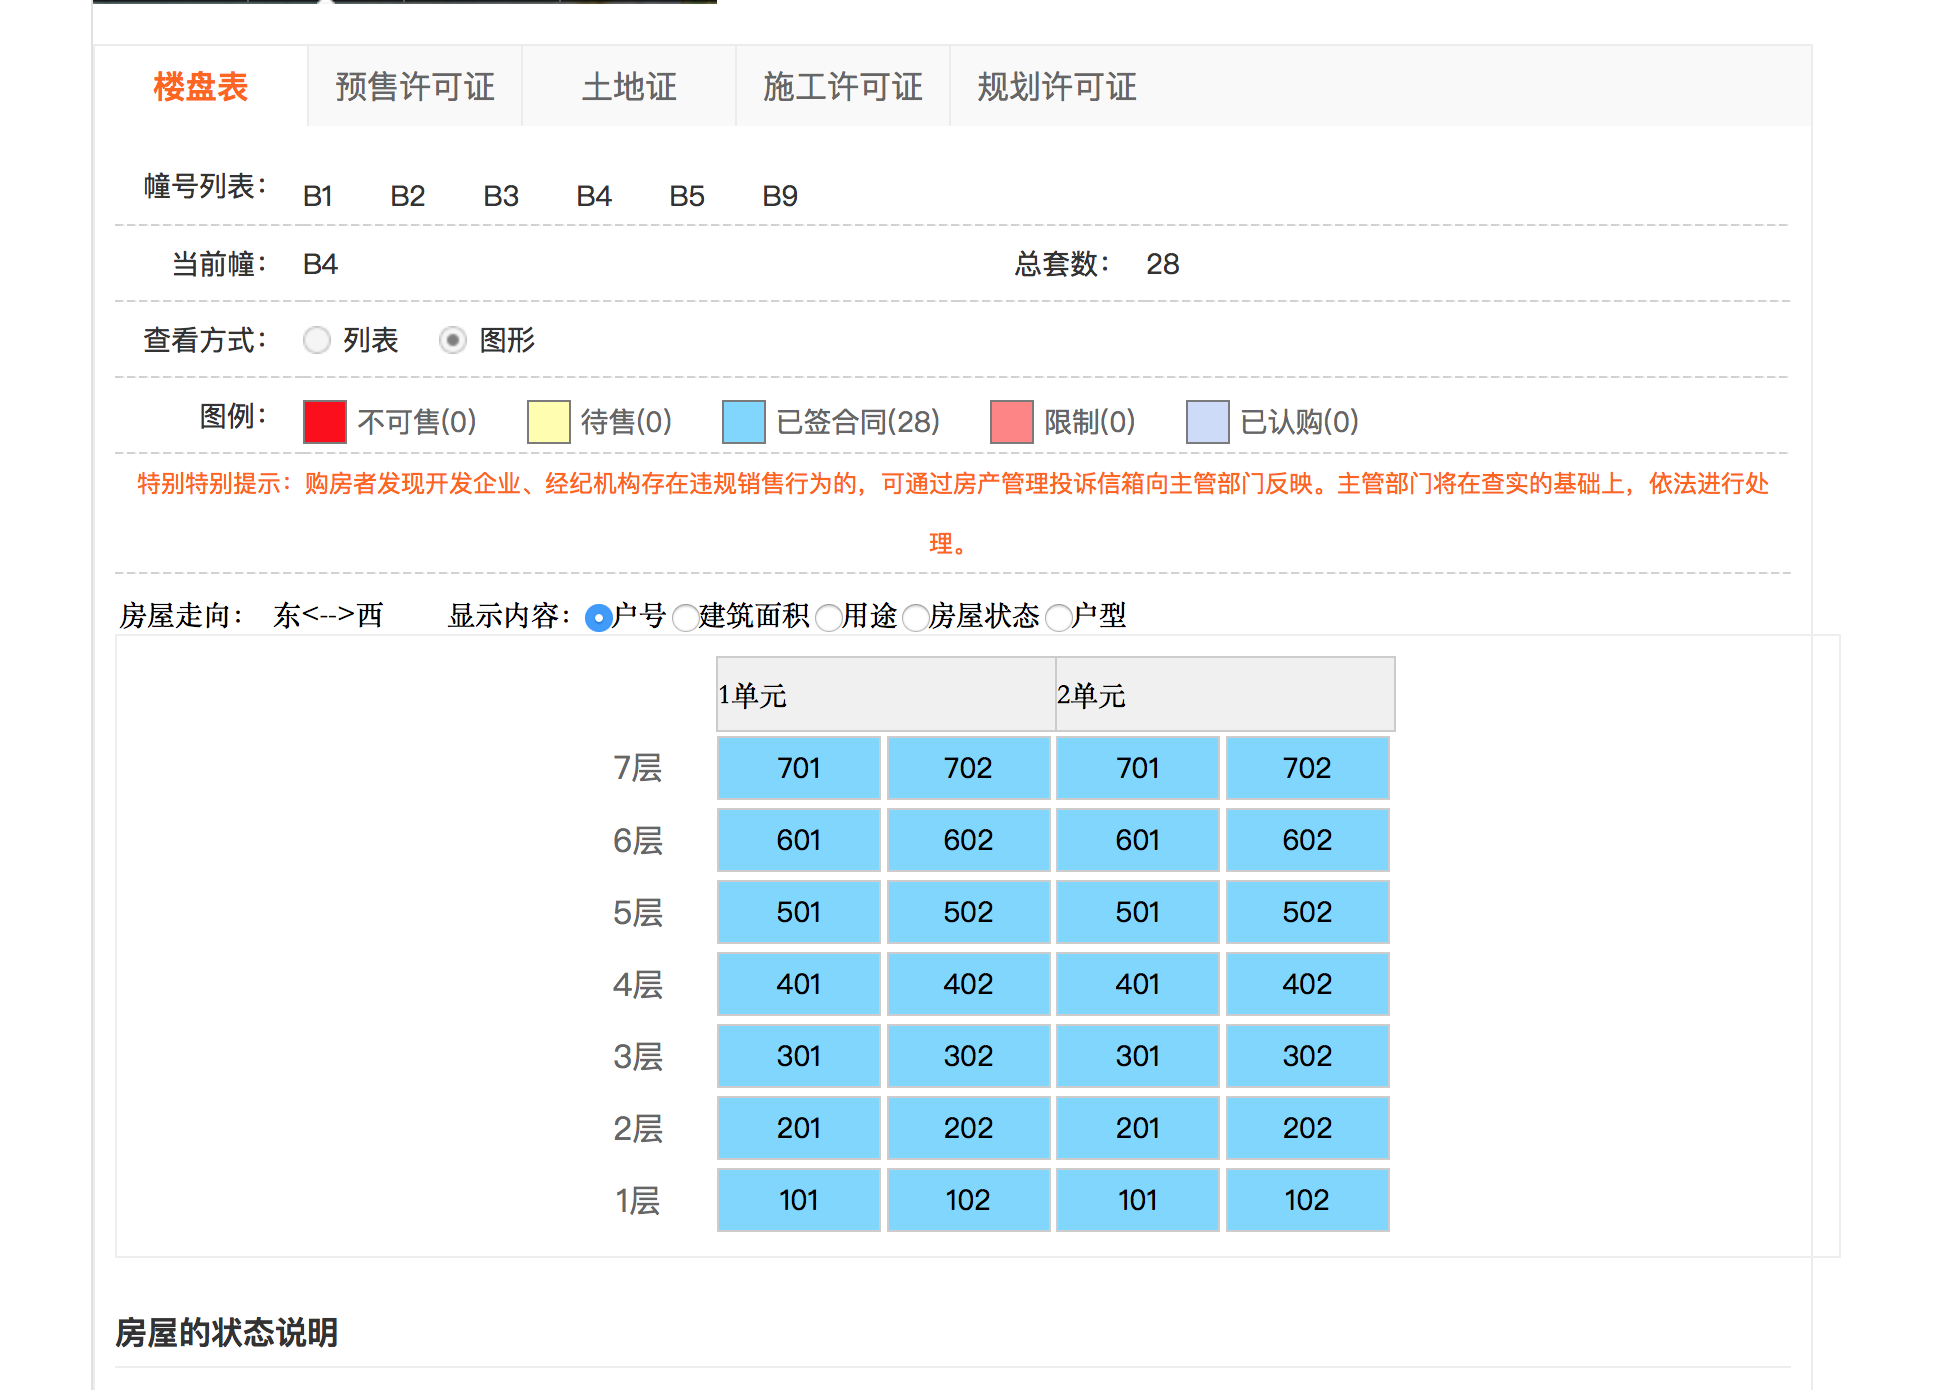 楼盘表 预售许可证 土地证 施工许可证 规划许可证
幢号列表： B1 B2 B3 B4 B5 B9
当前幢： B4 总套数： 28
查看方式： 列表 图形
图例： 不可售(0) 待售(0) 已签合同(28) 限制(0) 已认购(0)
特别特别提示：购房者发现开发企业、经纪机构存在违规销售行为的，可通过房产管理投诉信箱向主管部门反映。主管部门将在查实的基础上，依法进行处
理。
房屋走向： 东<-->西 显示内容： 户号 建筑面积 用途 房屋状态 户型
1单元 2单元
7层 701 702 701 702
6层 601 602 601 602
5层 501 502 501 502
4层 401 402 401 402
3层 301 302 301 302
2层 201 202 201 202
1层 101 102 101 102
房屋的状态说明